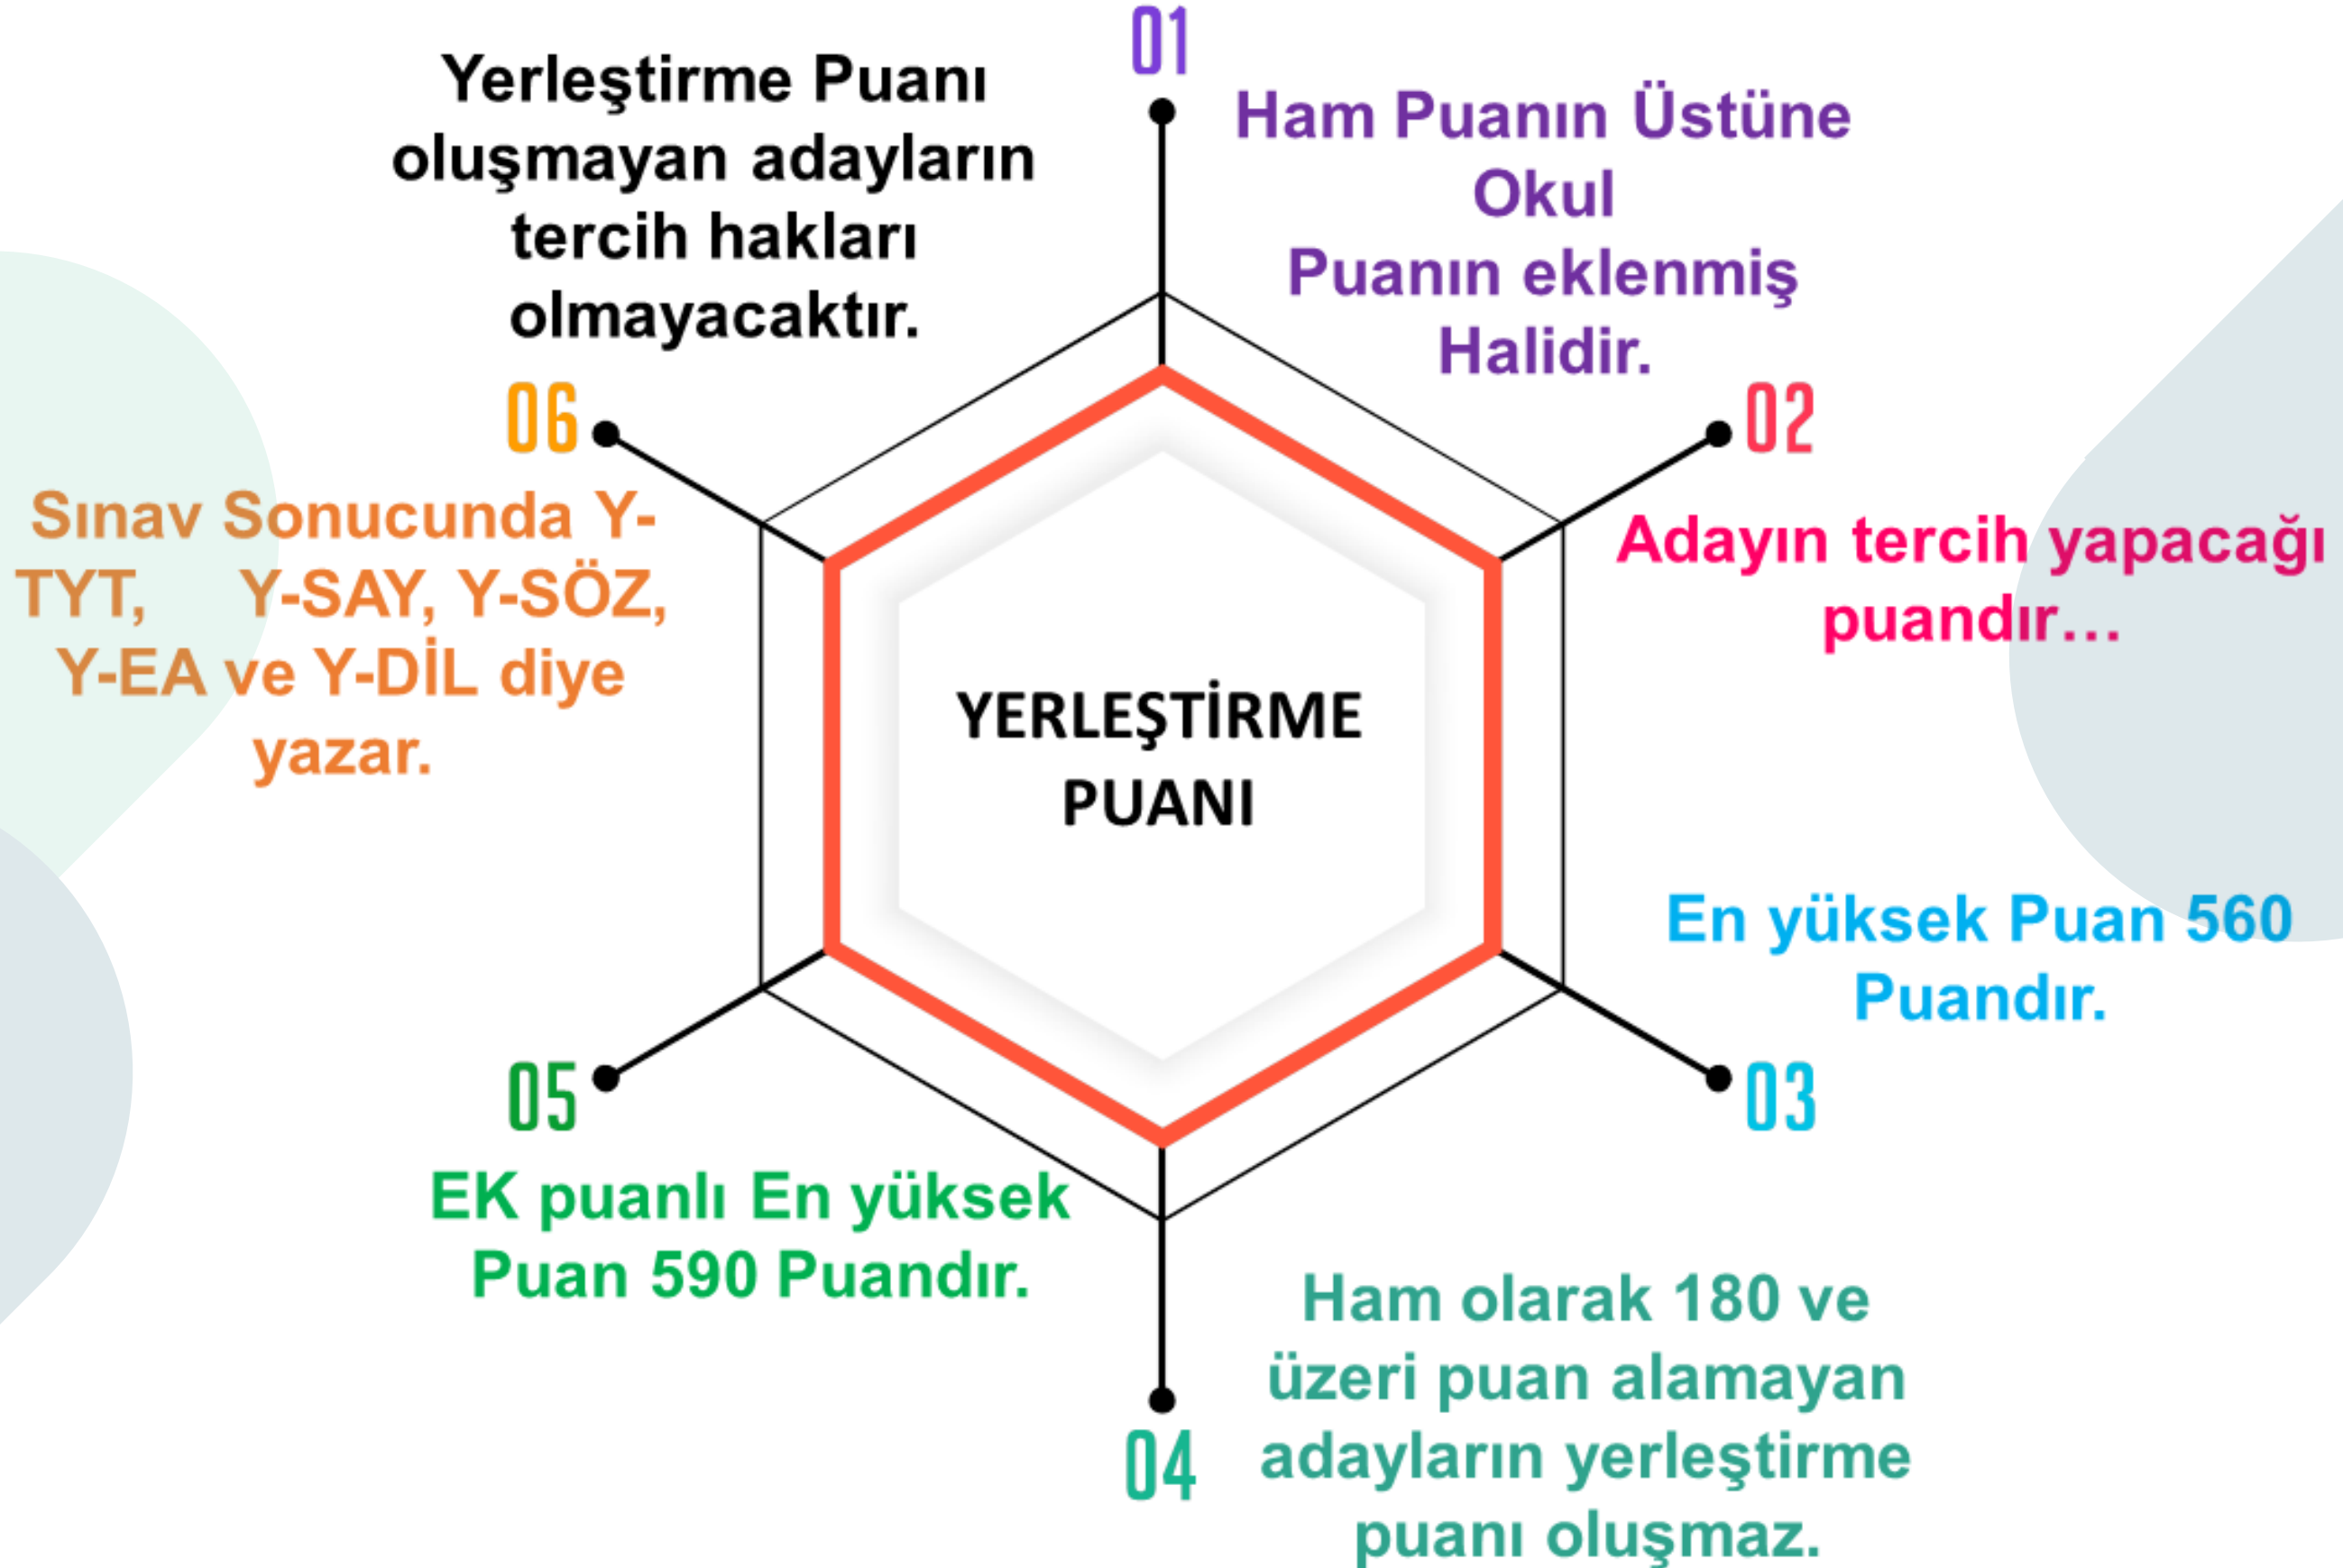 01
Ham Puanın Üstüne
Okul
Puanın eklenmiş
Halidir.
02
Adayın tercih yapacağı
puandır...
En yüksek Puan 560
Puandır.
03
04
Ham olarak 180 ve
üzeri puan alamayan
adayların yerleştirme
puanı oluşmaz.
05
EK puanlı En yüksek
Puan 590 Puandır.
06
Sınav Sonucunda Y-
TYT, Y-SAY, Y-SÖZ,
Y-EA ve Y-DİL diye
yazar.
Yerleştirme Puanı
oluşmayan adayların
tercih hakları
olmayacaktır.
YERLEŞTİRME
PUANI